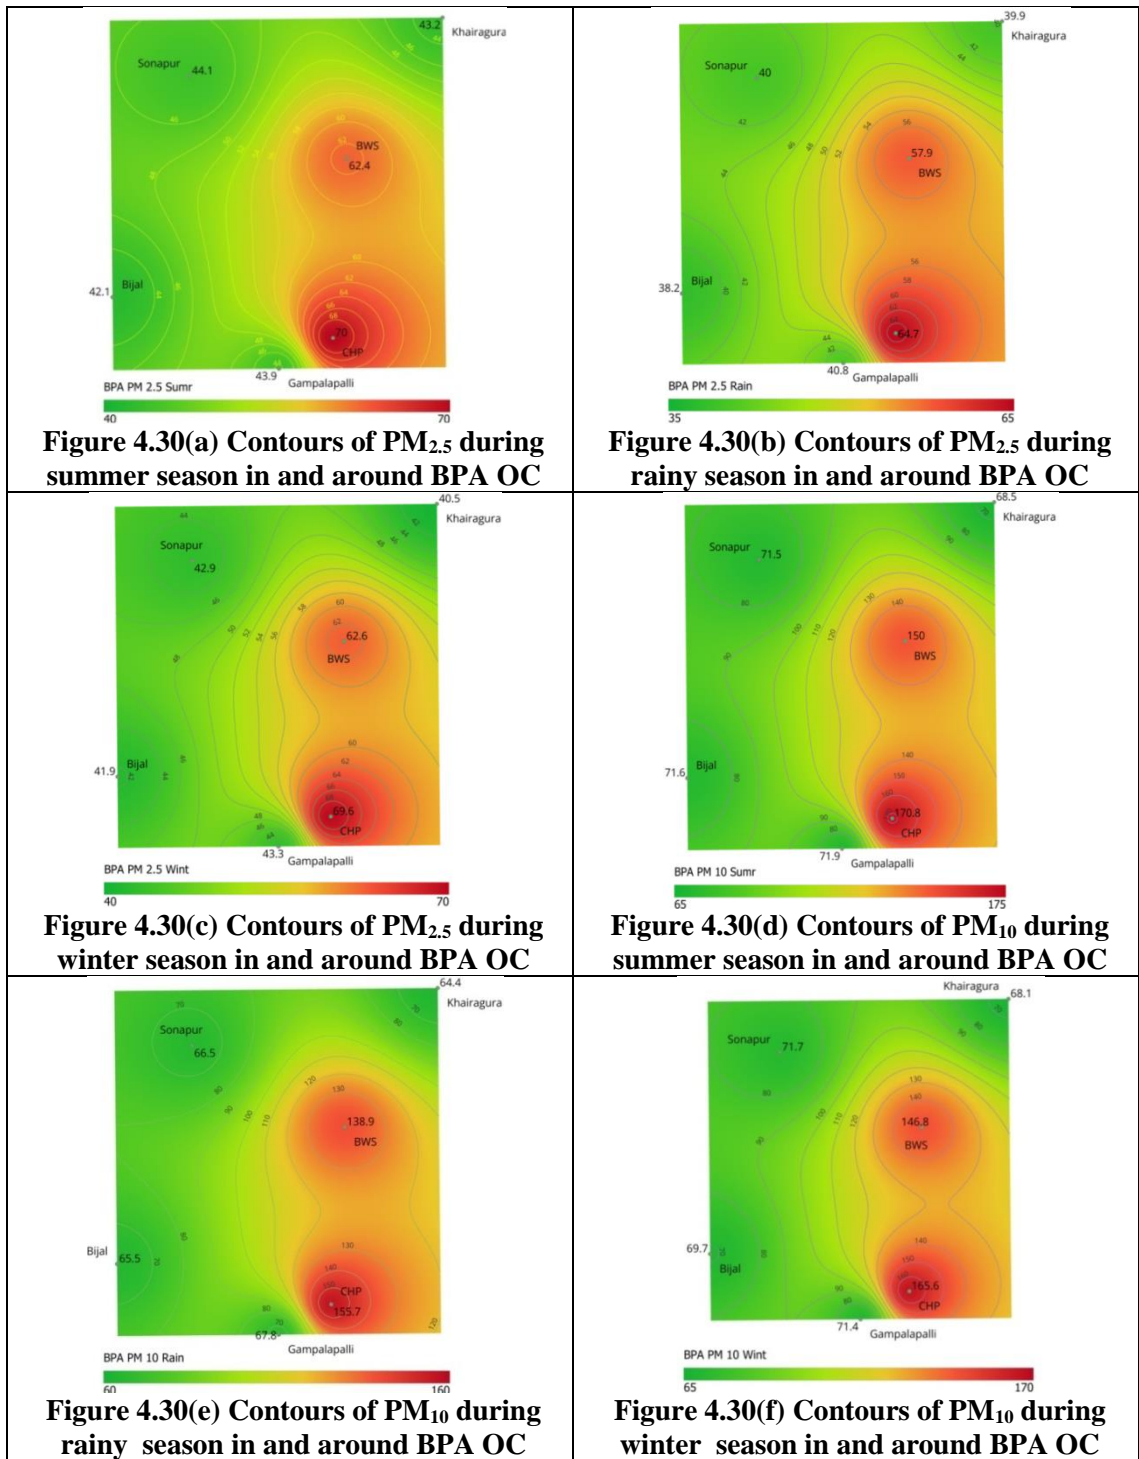 43.2
Khairagura
Sonapur
44.1
BWS
62.4
Bijal
42.1
70
CHP
43.9
Gampalapalli
BPA PM 2.5 Sumr
40 70
Figure 4.30(a) Contours of PM2.5 during
summer season in and around BPA OC
39.9
Khairagura
Sonapur
40
57.9
BWS
Bijal
38.2
64.7
40.8
Gampalapalli
BPA PM 2.5 Rain
35 65
Figure 4.30(b) Contours of PM2.5 during
rainy season in and around BPA OC
40.5
Khairagura
Sonapur
42.9
62.6
BWS
Bijal
41.9
69.6
CHP
43.3
Gampalapalli
BPA PM 2.5 Wint
40 70
Figure 4.30(c) Contours of PM2.5 during
winter season in and around BPA OC
68.5
Khairagura
Sonapur
71.5
150
BWS
Bijal
71.6
170.8
CHP
71.9
Gampalapalli
BPA PM 10 Sumr
65 175
Figure 4.30(d) Contours of PM10 during
summer season in and around BPA OC
64.4
Khairagura
Sonapur
66.5
138.9
BWS
Bijal
65.5
CHP
155.7
67.8
Gampalapalli
BPA PM 10 Rain
60 160
Figure 4.30(e) Contours of PM10 during
rainy season in and around BPA OC
Khairagura
68.1
Sonapur
71.7
146.8
BWS
69.7
Bijal
165.6
CHP
71.4
Gampalapalli
BPA PM 10 Wint
65 170
Figure 4.30(f) Contours of PM10 during
winter season in and around BPA OC